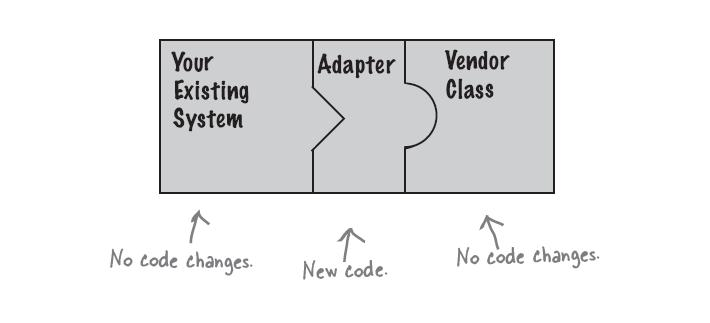 Your
Existing
System
Adapter
Vendor
Class
No code changes.
New code.
No code changes.